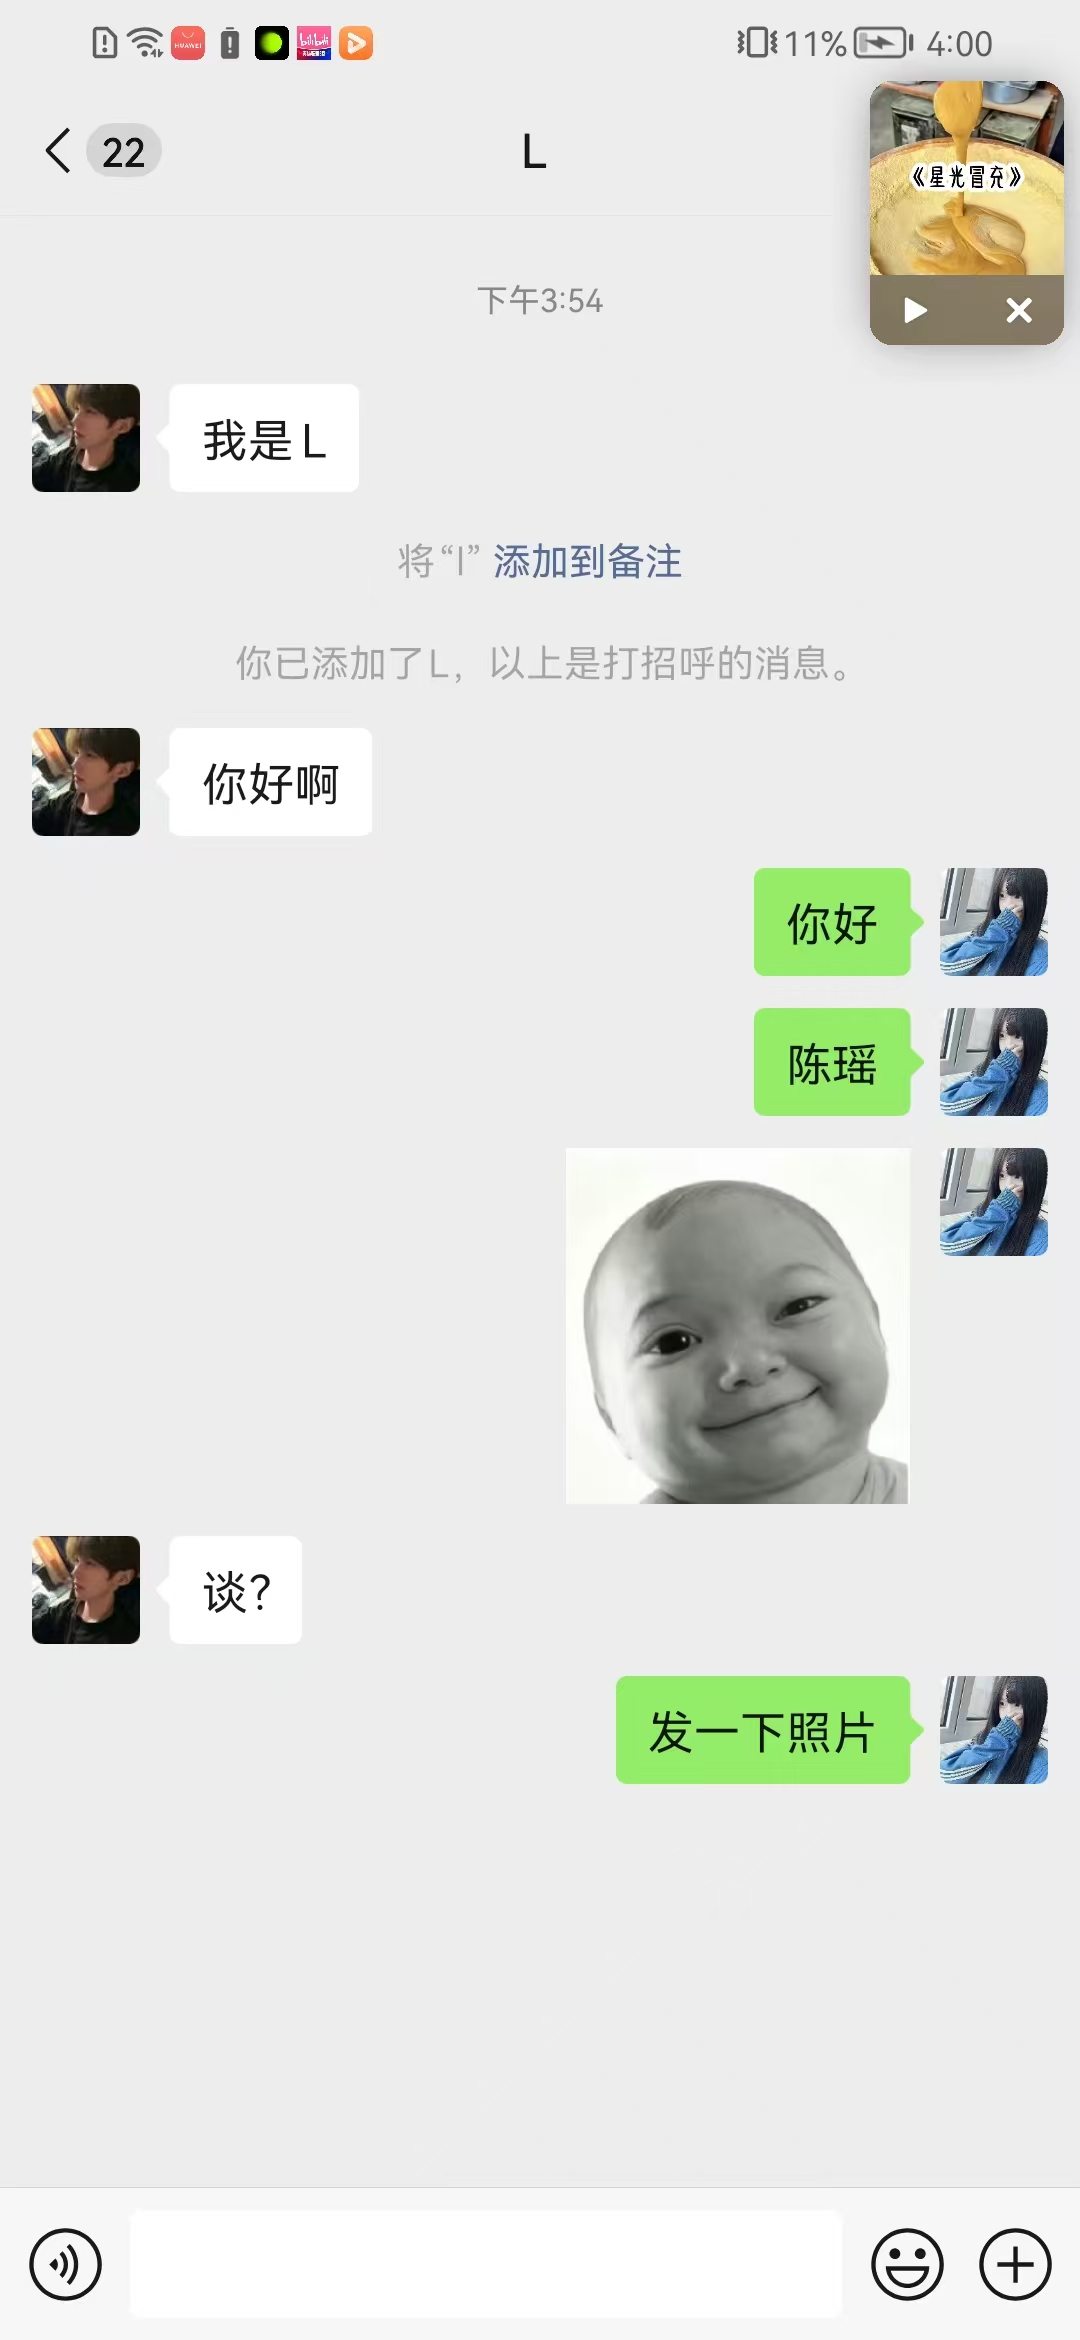 HUAWEI
bilibili
11%
4:00
22
L
《星光冒充》
下午3:54
我是L
将“l” 添加到备注
你已添加了L，以上是打招呼的消息。
你好啊
你好
陈瑶
谈?
发一下照片